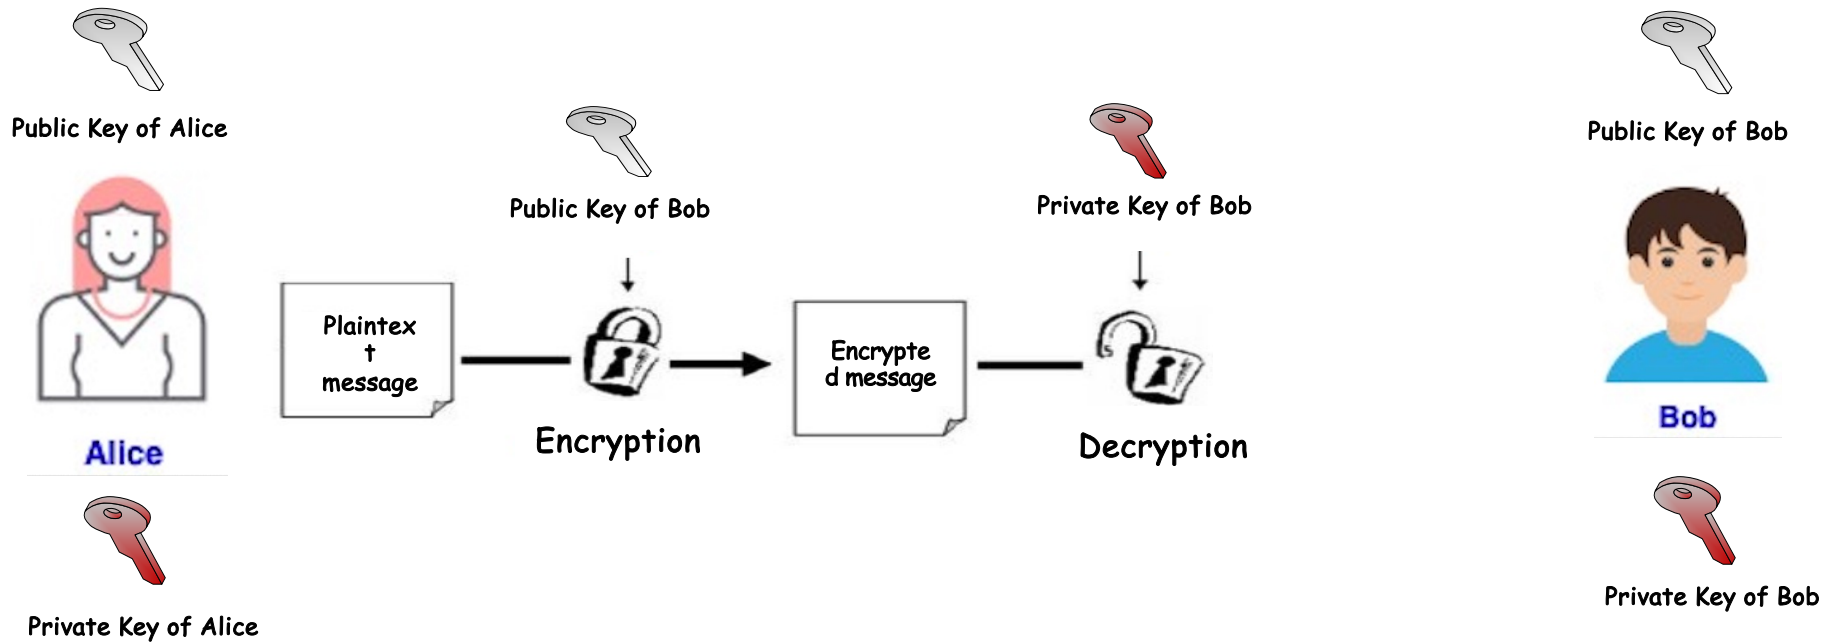 Public Key of Alice
Public Key of Bob
Public Key of Bob
Private Key of Bob
Plaintex
t
message
Encrypte
d message
Encryption
Decryption
Alice
Bob
Private Key of Alice
Private Key of Bob